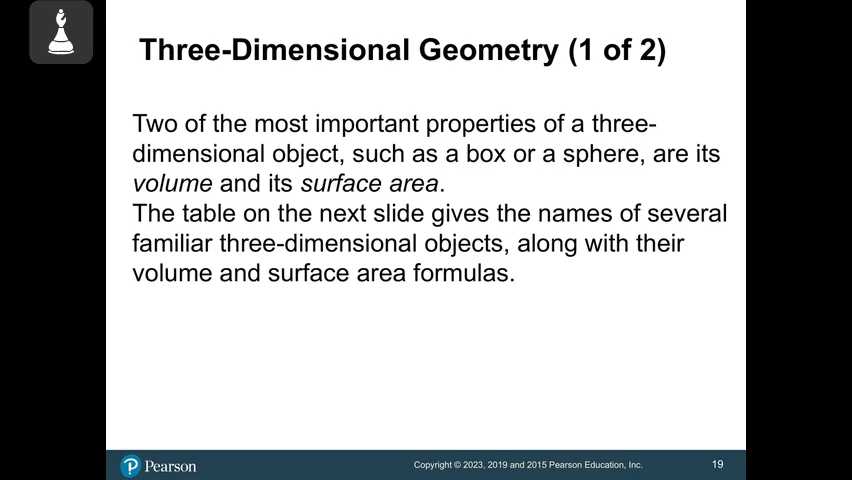 Three-Dimensional Geometry (1 of 2)
Two of the most important properties of a three-
dimensional object, such as a box or a sphere, are its
volume and its surface area.
The table on the next slide gives the names of several
familiar three-dimensional objects, along with their
volume and surface area formulas.
Pearson
Copyright © 2023, 2019 and 2015 Pearson Education, Inc.
19